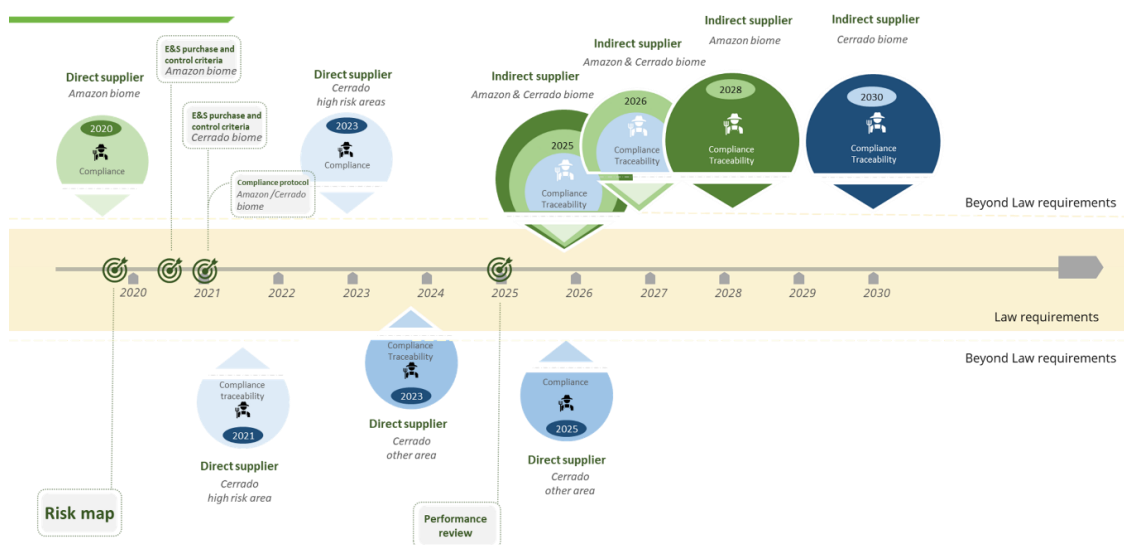 E&S purchase and
control criteria
Amazon biome
Direct supplier
Amazon biome
2020
Compliance
E&S purchase and
control criteria
Cerrado biome
Compliance protocol
Amazon /Cerrado
biome
Direct supplier
Cerrado
high risk areas
2023
Compliance
Indirect supplier
Amazon & Cerrado biome
2025
Compliance
Traceability
Indirect supplier
Amazon & Cerrado biome
2026
Compliance
Traceability
Indirect supplier
Amazon biome
2028
Compliance
Traceability
Indirect supplier
Cerrado biome
2030
Compliance
Traceability
Beyond Law requirements
2020
2021
2022
2023
2024
2025
2026
2027
2028
2029
2030
Law requirements
Beyond Law requirements
Compliance
traceability
2021
Direct supplier
Cerrado
high risk area
Compliance
Traceability
2023
Direct supplier
Cerrado
other area
Compliance
2025
Direct supplier
Cerrado
other area
Risk map
Performance
review